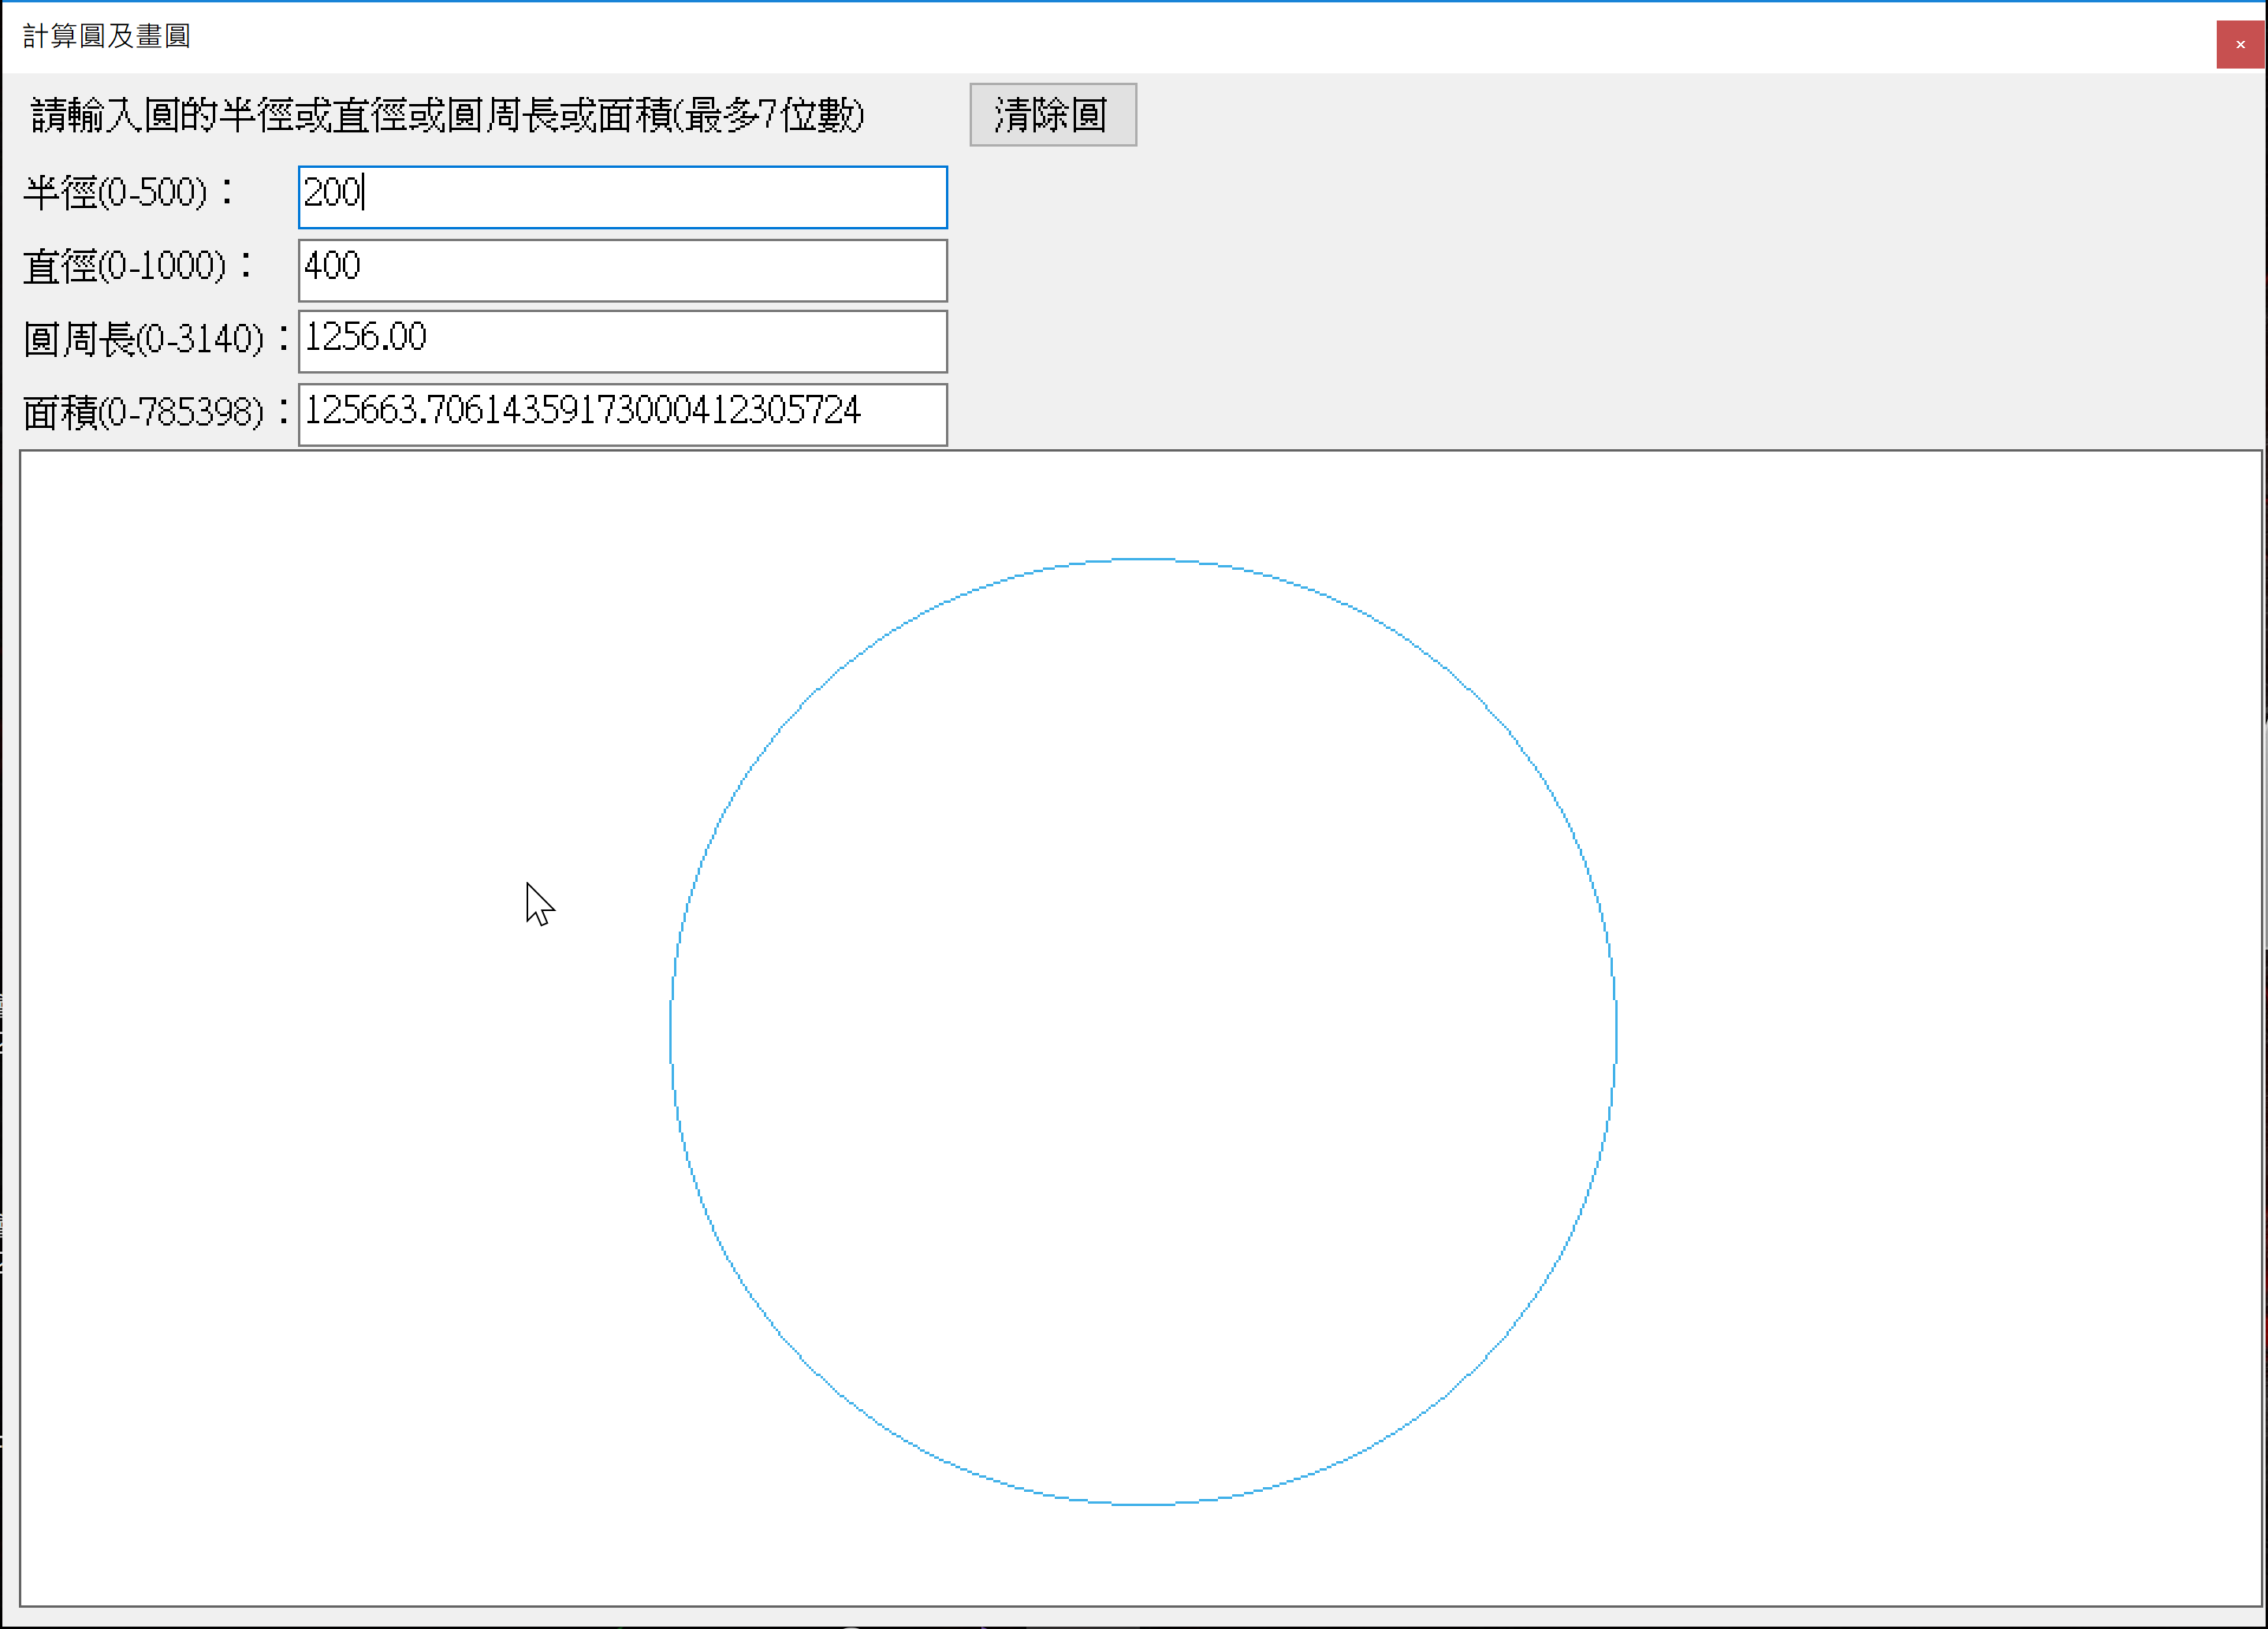 計算圓及畫圓
×
請輸入圓的半徑或直徑或圓周長或面積(最多7位數) 清除圓
半徑(0-500)： 200
直徑(0-1000)： 400
圓周長(0-3140)： 1256.00
面積(0-785398)： 125663.70614359173000412305724